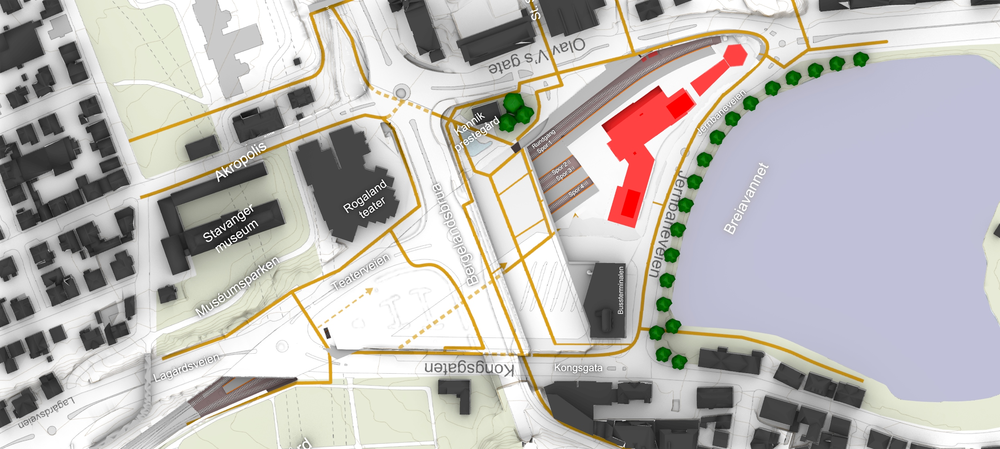 St.
Olav V's gate
Kannik
prestegård
Rundgang
Spor 1
Spor 2
Spor 3
Spor 4
Jernbaneveien
Jernbaneveien
Breiavannet
Akropolis
Rogaland
teater
Stavanger
museum
Bergelandsbrua
Teaterveien
Muséumsparken
Bussterminalen
Lagårdsveien
Kongsgaten
Kongsgata
Lagårdsveien